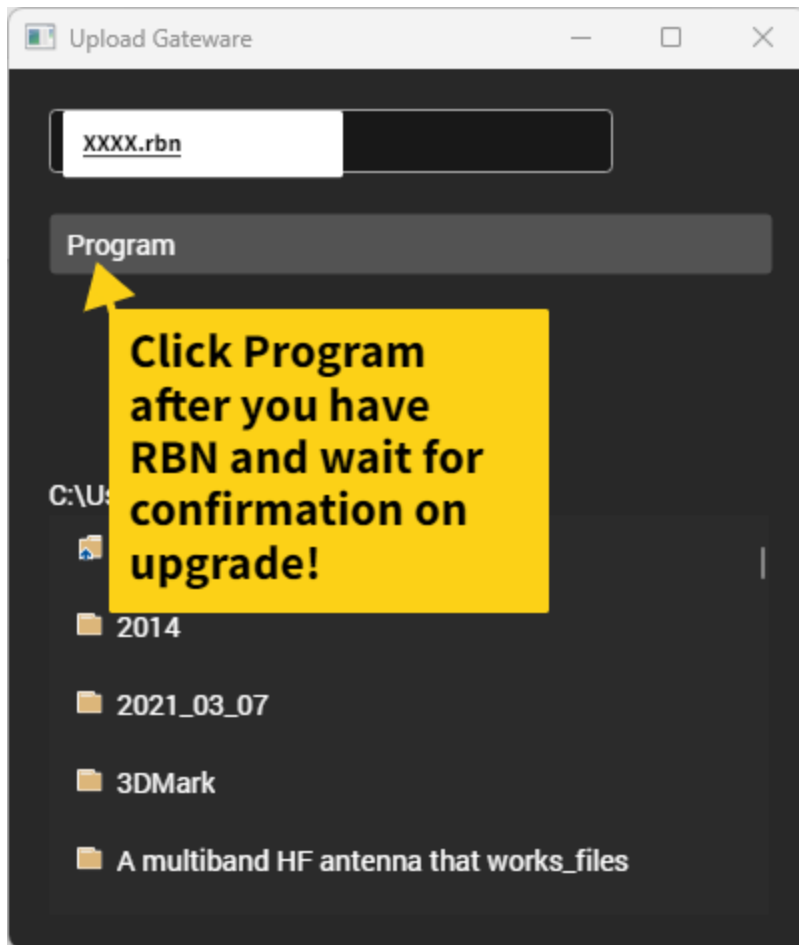 Upload Gateware
XXXX.rbn
Program
Click Program
after you have
RBN and wait for
confirmation on
upgrade!
C:\Us
2014
2021_03_07
3DMark
A multiband HF antenna that works_files